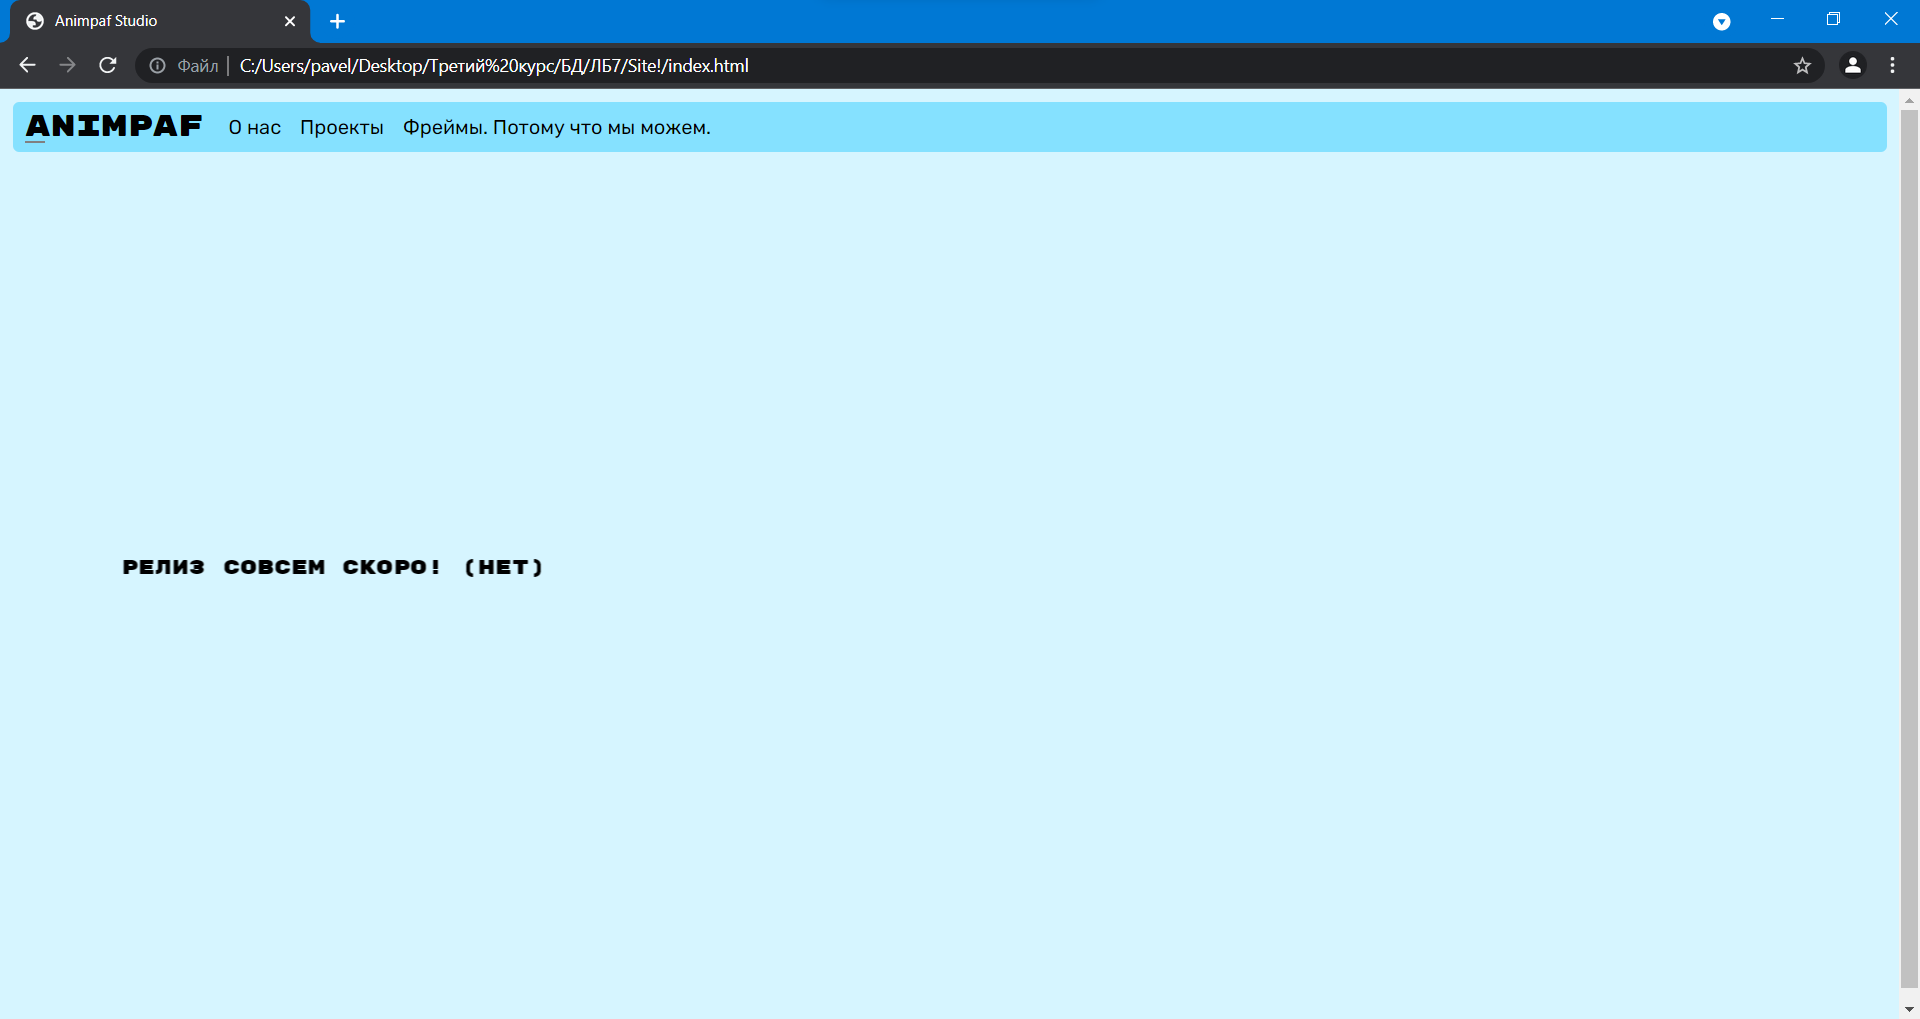 Animpaf Studio
Файл C:/Users/pavel/Desktop/Третий%20курс/БД/ЛБ7/Site!/index.html
ANIMPAF О нас Проекты Фреймы. Потому что мы можем.
РЕЛИЗ СОВСЕМ СКОРО! (НЕТ)